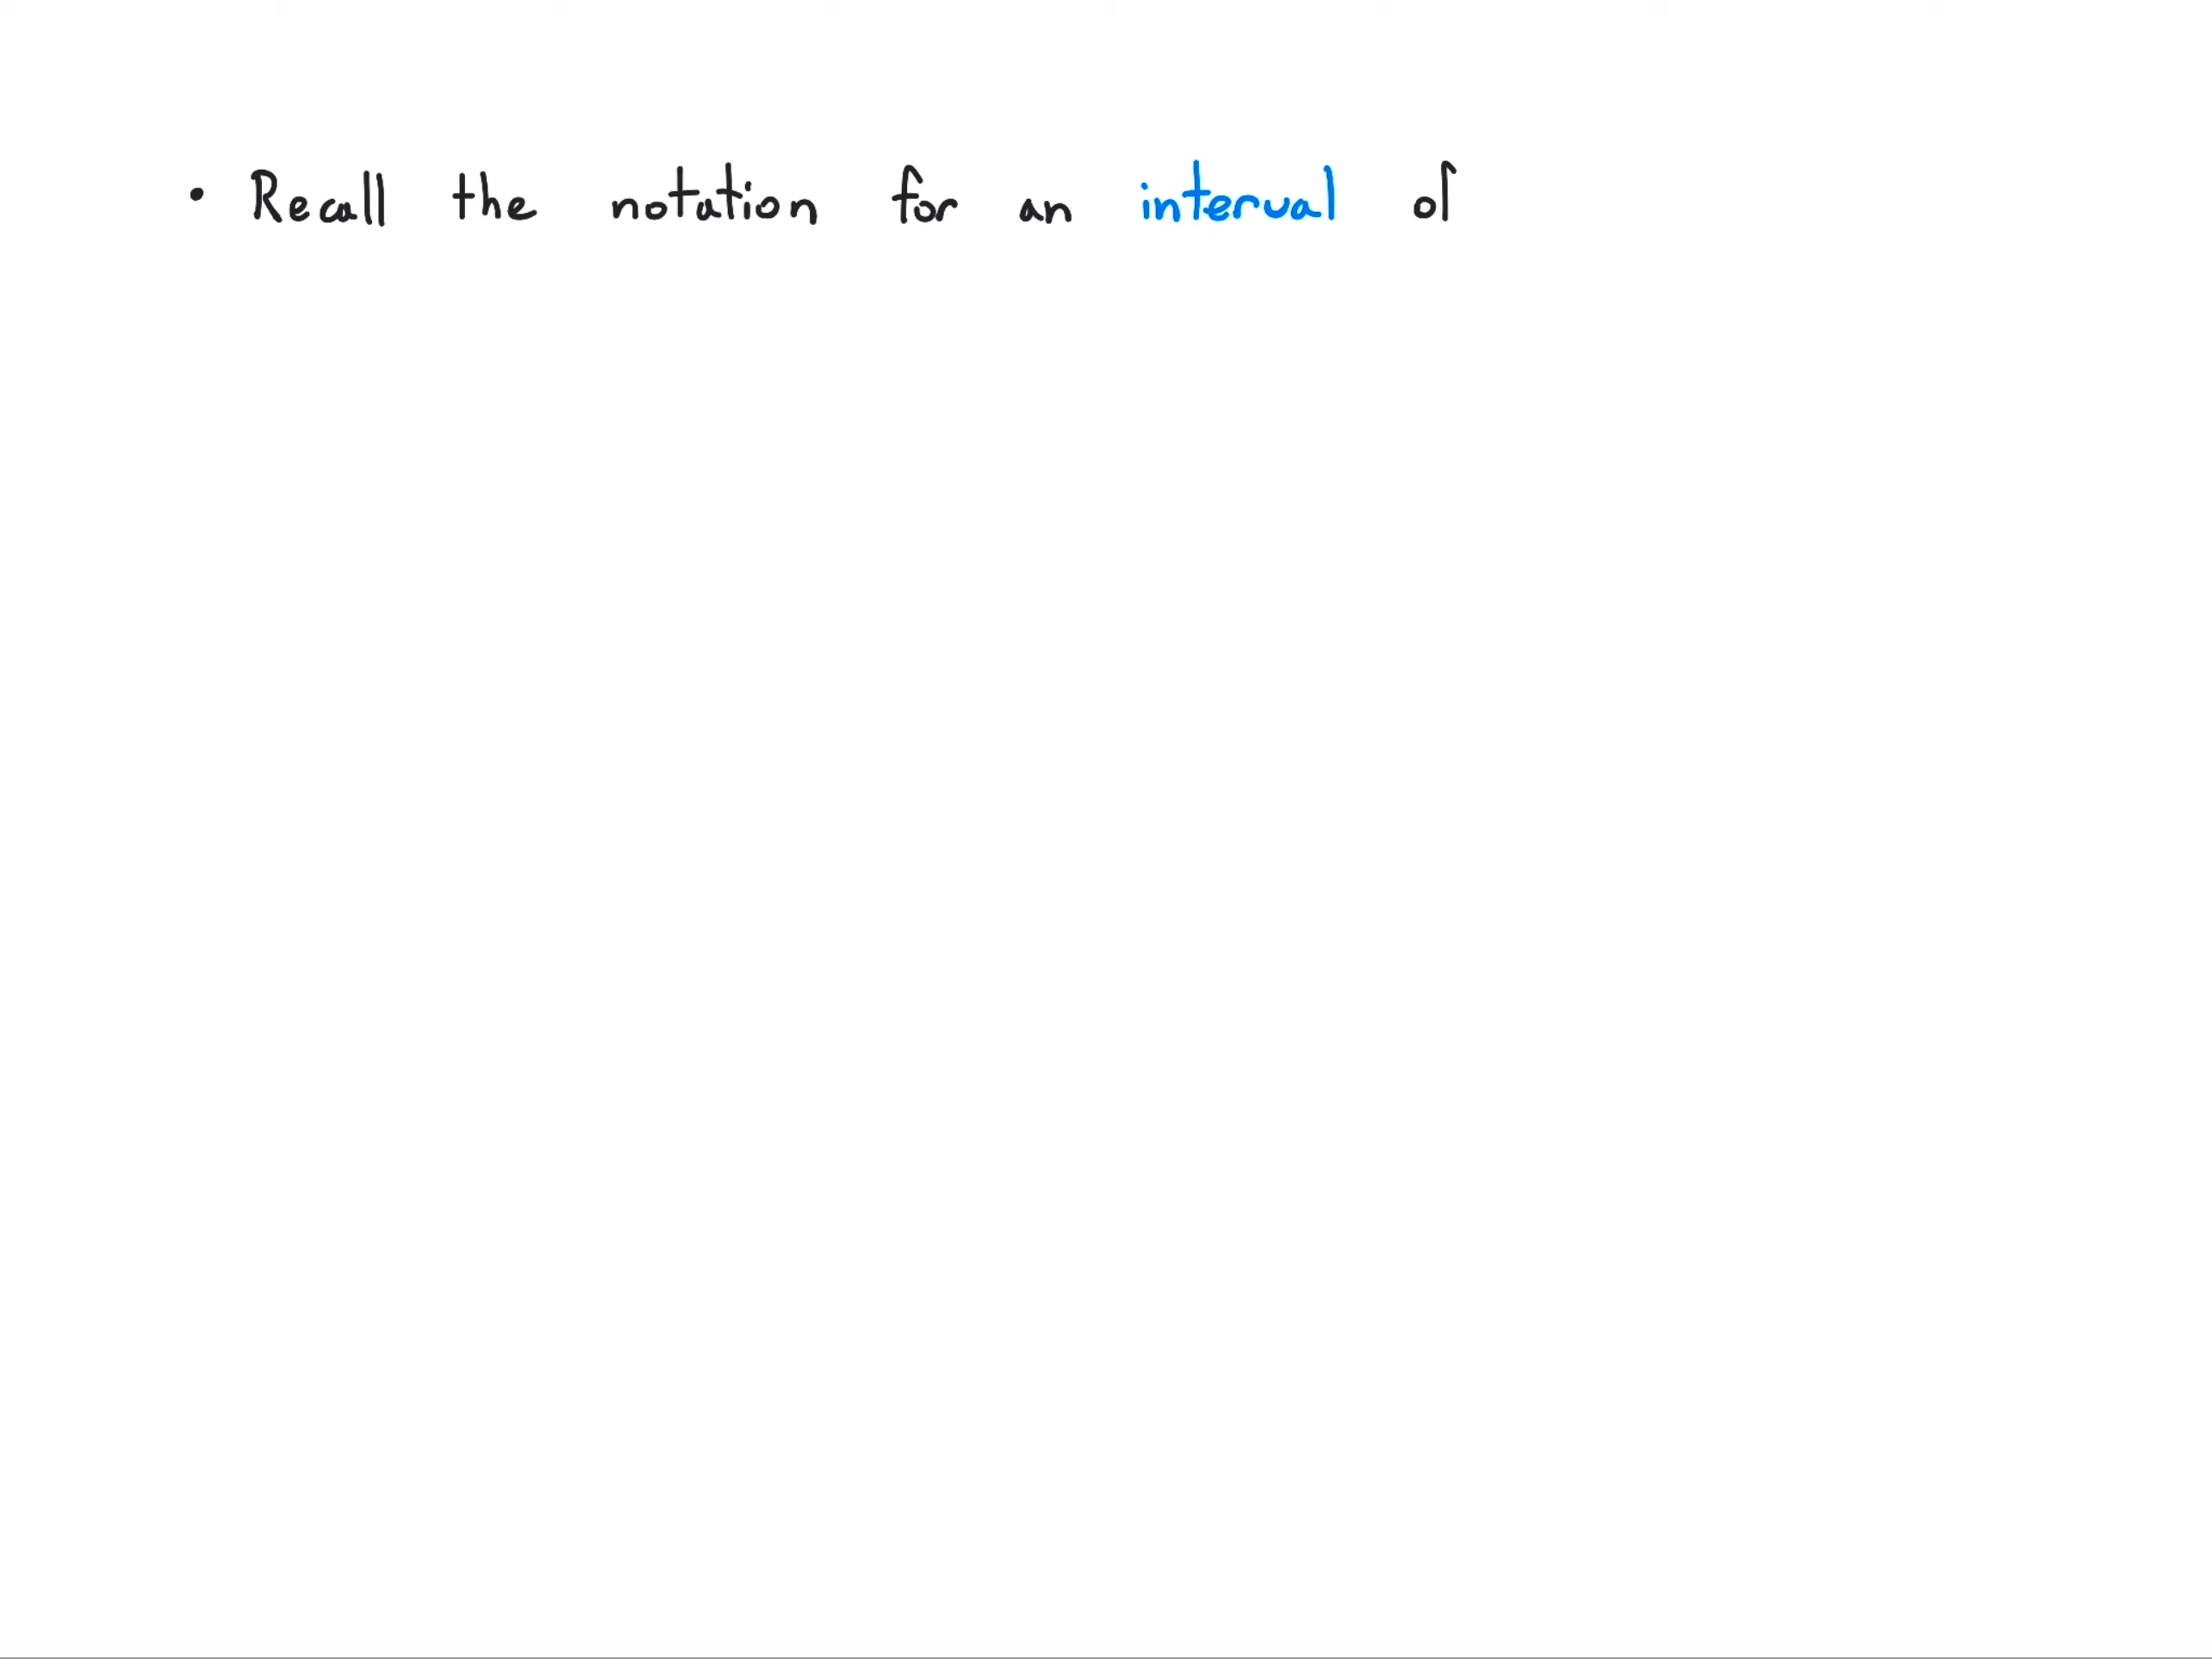 • Recall the notation for an interval of